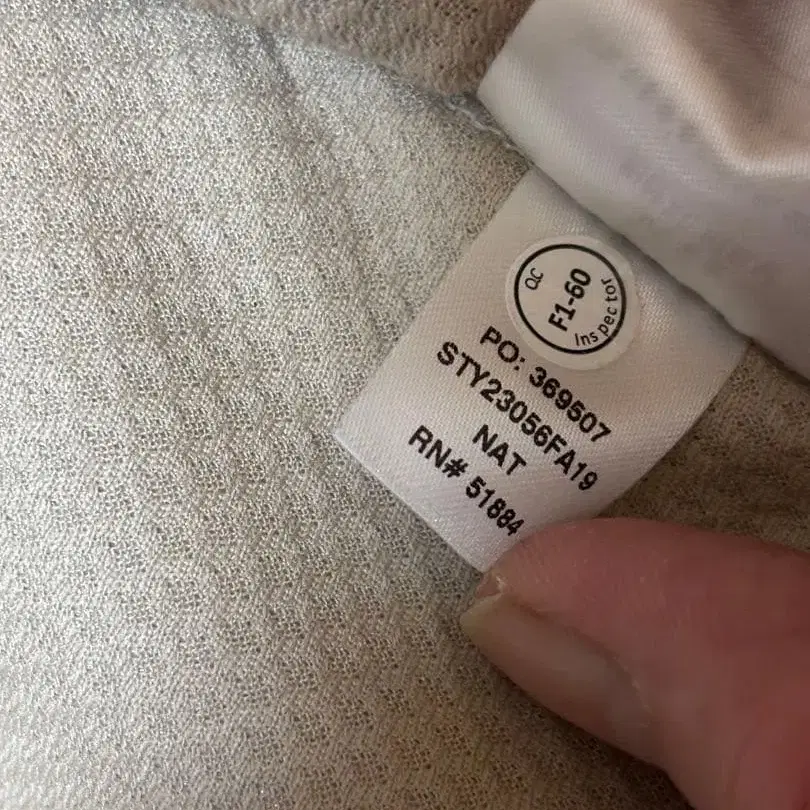 QC
F1-60
Inspector
PO: 369507
STY23056FA19
NAT
RN# 51884